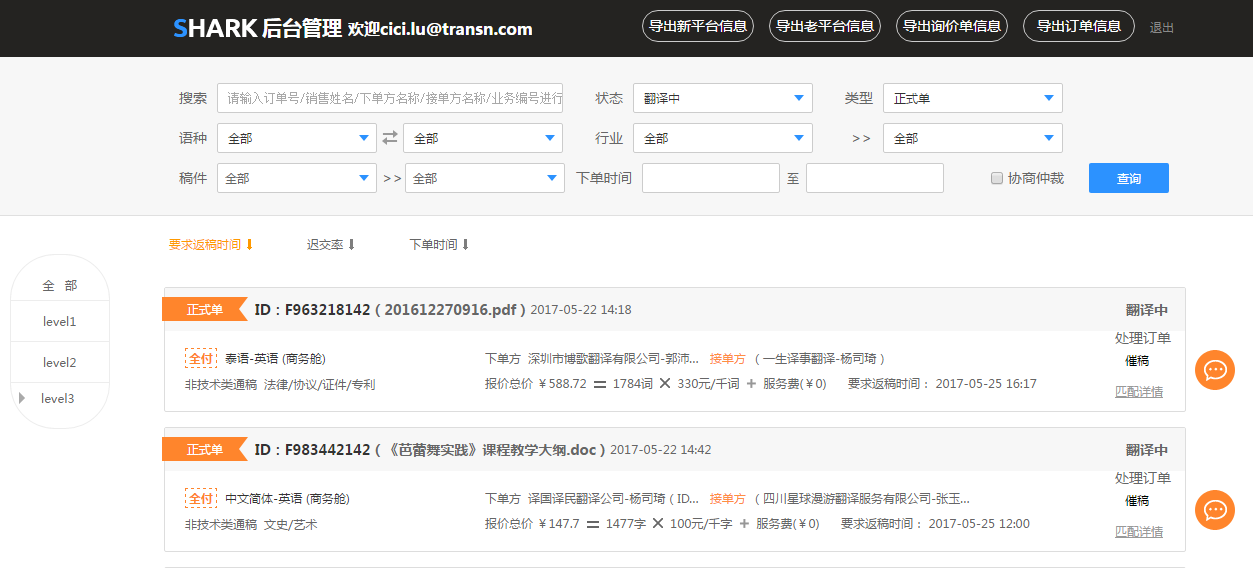 SHARK 后台管理 欢迎cici.lu@transn.com 导出新平台信息 导出老平台信息 导出询价单信息 导出订单信息 退出
搜索 请输入订单号/销售姓名/下单方名称/接单方名称/业务编号进行 状态 翻译中 类型 正式单
语种 全部 全部 行业 全部 >> 全部
稿件 全部 >> 全部 下单时间 至 协商仲裁 查询
要求返稿时间 迟交率 下单时间
全 部
level1
level2
level3
正式单 ID：F963218142 ( 201612270916.pdf ) 2017-05-22 14:18 翻译中
处理订单
全付 泰语-英语 (商务舱) 下单方 深圳市博歌翻译有限公司-郭沛... 接单方 ( 一生译事翻译-杨司琦 ) 催稿
非技术类通稿 法律/协议/证件/专利 报价总价 ¥588.72 = 1784词 × 330元/千词 + 服务费(¥0) 要求返稿时间： 2017-05-25 16:17
匹配详情
正式单 ID：F983442142 ( 《芭蕾舞实践》课程教学大纲.doc ) 2017-05-22 14:42 翻译中
处理订单
全付 中文简体-英语 (商务舱) 下单方 译国译民翻译公司-杨司琦 ( ID... 接单方 ( 四川星球漫游翻译服务有限公司-张玉... 催稿
非技术类通稿 文史/艺术 报价总价 ¥147.7 = 1477字 × 100元/千字 + 服务费(¥0) 要求返稿时间： 2017-05-25 12:00
匹配详情